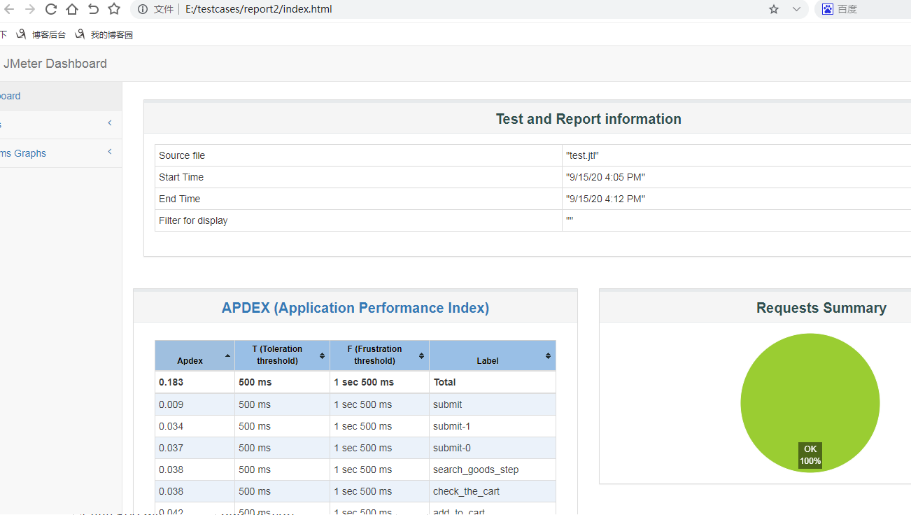 文件 E:/testcases/report2/index.html 百度
下 博客后台 我的博客圈
JMeter Dashboard
oard
s
ms Graphs
Test and Report information
Source file "test.jtl"
Start Time "9/15/20 4:05 PM"
End Time "9/15/20 4:12 PM"
Filter for display ""
APDEX (Application Performance Index)
Apdex T (Toleration threshold) F (Frustration threshold) Label
0.183 500 ms 1 sec 500 ms Total
0.009 500 ms 1 sec 500 ms submit
0.034 500 ms 1 sec 500 ms submit-1
0.037 500 ms 1 sec 500 ms submit-0
0.038 500 ms 1 sec 500 ms search_goods_step
0.038 500 ms 1 sec 500 ms check_the_cart
0.042 500 ms 1 sec 500 ms add_to_cart
Requests Summary
OK
100%